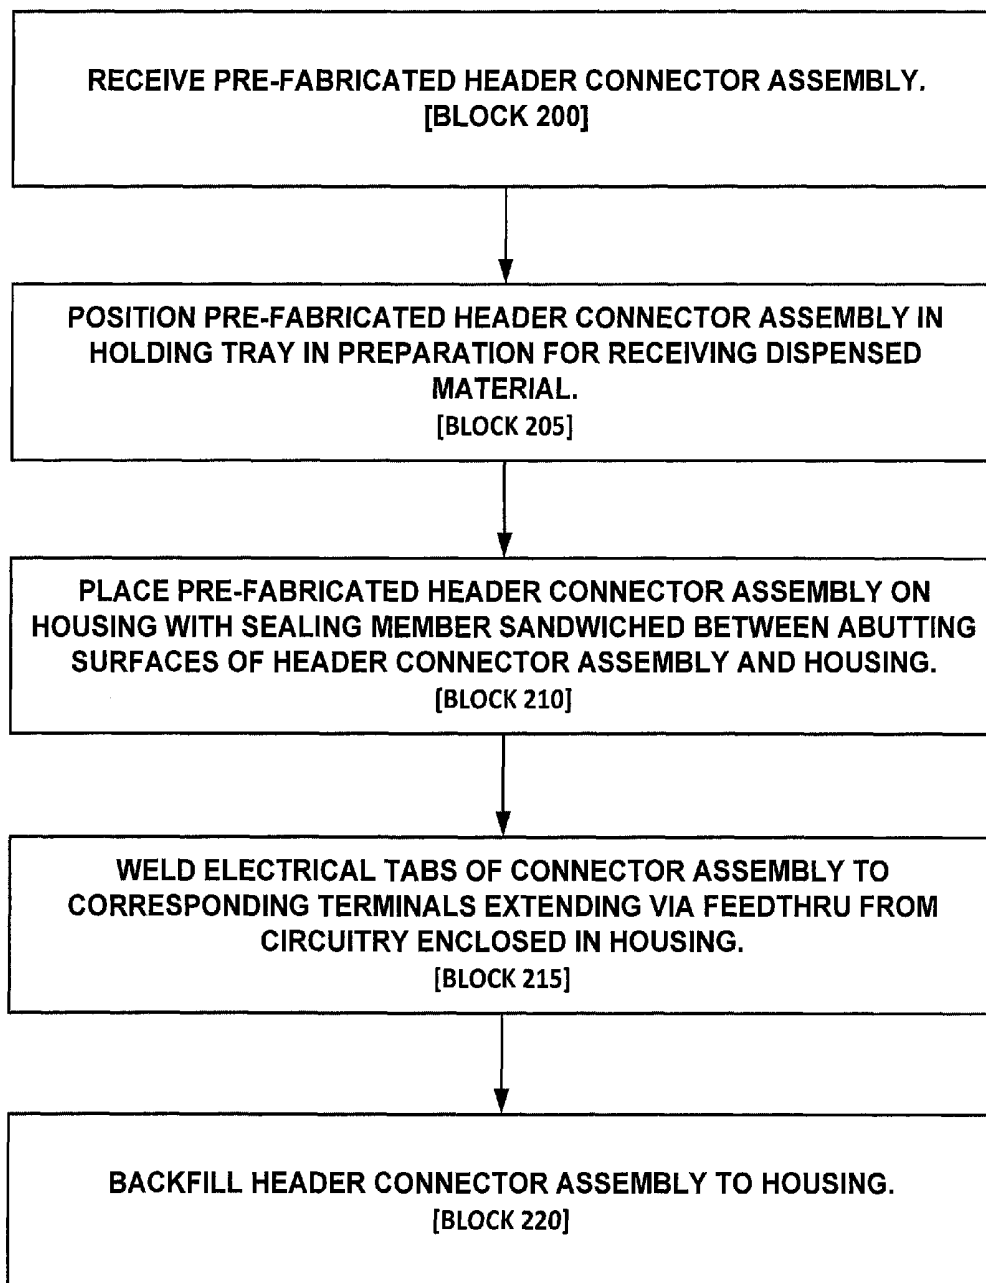 RECEIVE PRE-FABRICATED HEADER CONNECTOR ASSEMBLY.
[BLOCK 200]
POSITION PRE-FABRICATED HEADER CONNECTOR ASSEMBLY IN
HOLDING TRAY IN PREPARATION FOR RECEIVING DISPENSED
MATERIAL.
[BLOCK 205]
PLACE PRE-FABRICATED HEADER CONNECTOR ASSEMBLY ON
HOUSING WITH SEALING MEMBER SANDWICHED BETWEEN ABUTTING
SURFACES OF HEADER CONNECTOR ASSEMBLY AND HOUSING.
[BLOCK 210]
WELD ELECTRICAL TABS OF CONNECTOR ASSEMBLY TO
CORRESPONDING TERMINALS EXTENDING VIA FEEDTHRU FROM
CIRCUITRY ENCLOSED IN HOUSING.
[BLOCK 215]
BACKFILL HEADER CONNECTOR ASSEMBLY TO HOUSING.
[BLOCK 220]